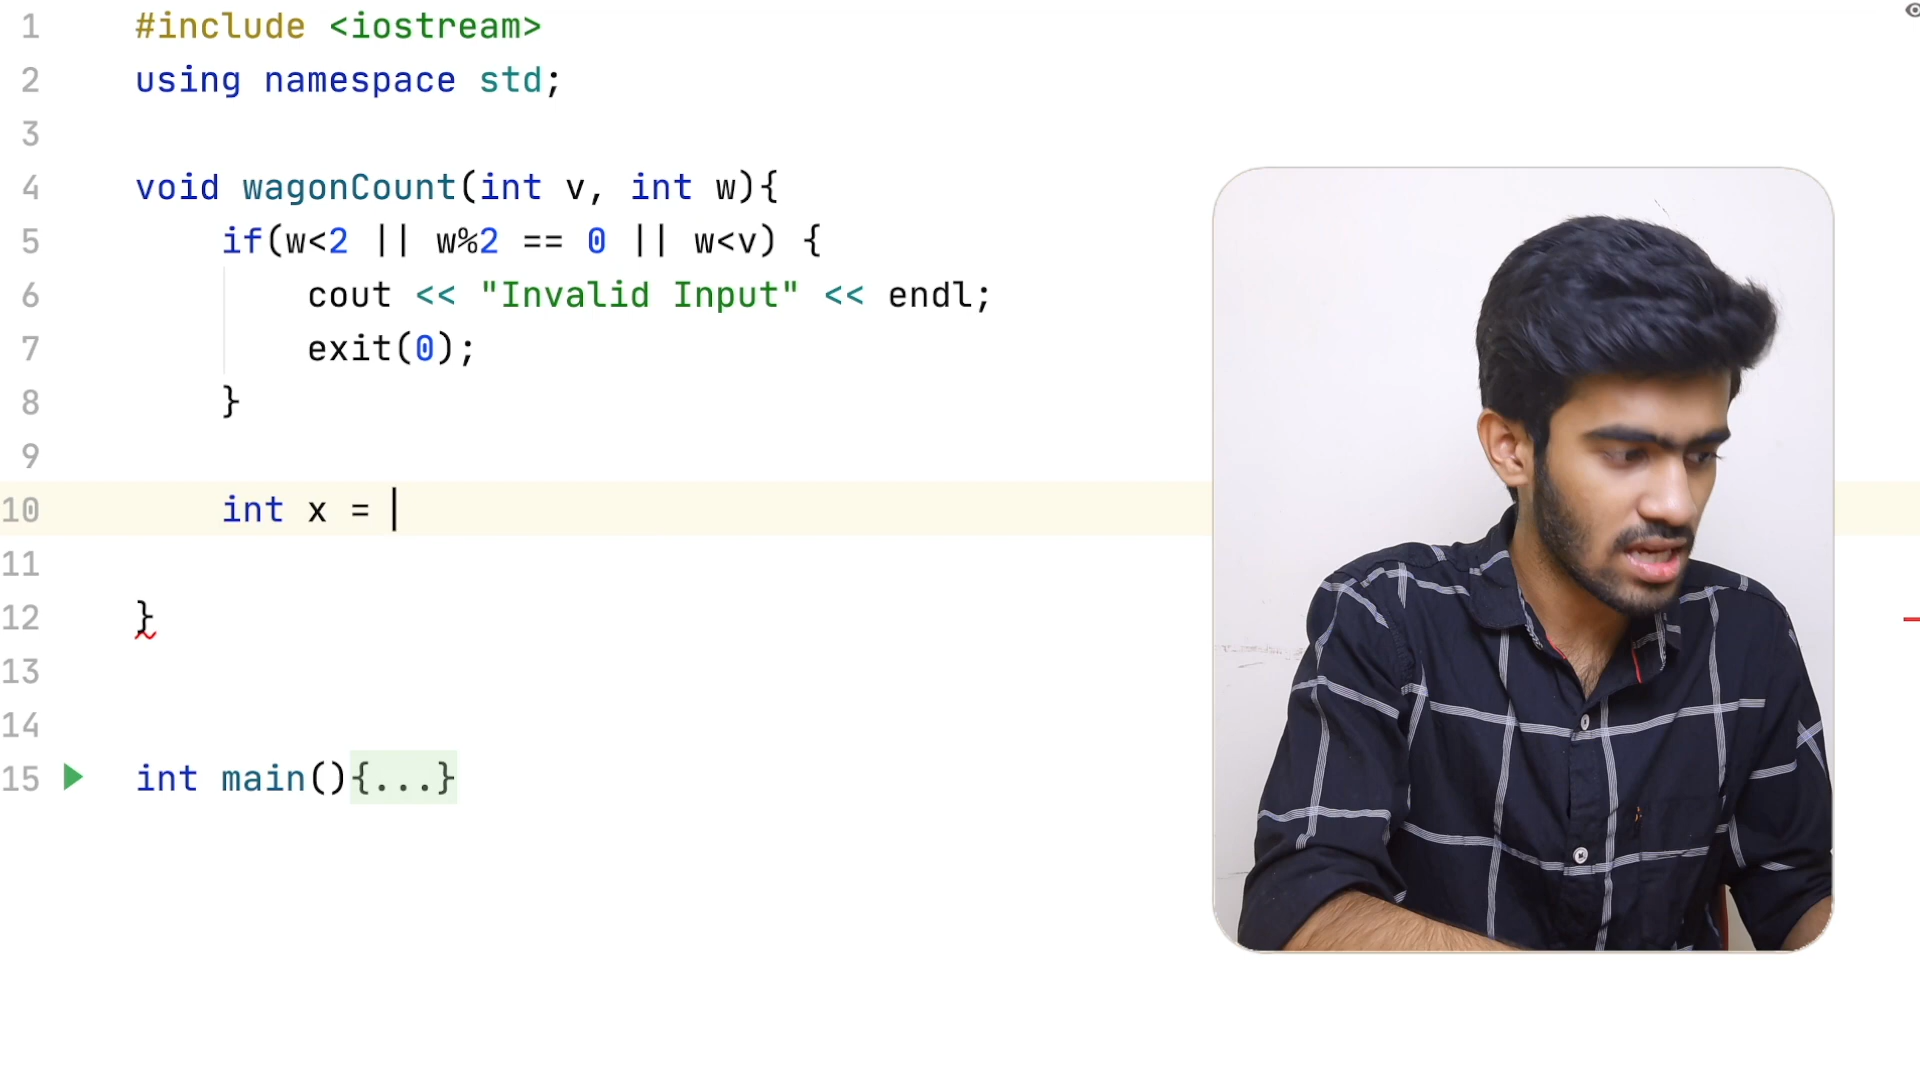 1 #include <iostream>
2 using namespace std;
3
4 void wagonCount(int v, int w){
5 if(w<2 || w%2 == 0 || w<v) {
6 cout << "Invalid Input" << endl;
7 exit(0);
8 }
9
10 int x =
11
12 }
13
14
15 int main(){...}